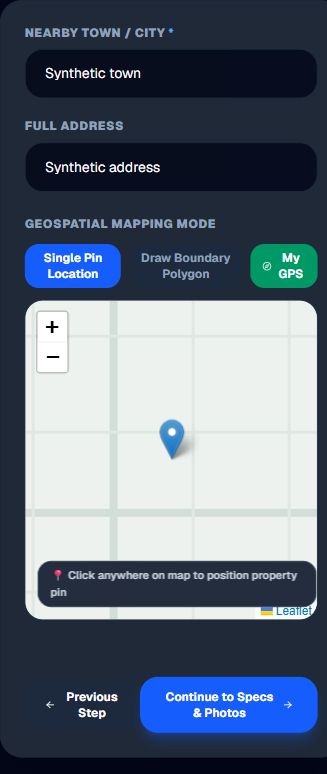 NEARBY TOWN / CITY *
Synthetic town
FULL ADDRESS
Synthetic address
GEOSPATIAL MAPPING MODE
Single Pin
Location
Draw Boundary
Polygon
My
GPS
+
−
📍 Click anywhere on map to position property
pin
Leaflet
← Previous
Step
Continue to Specs →
& Photos